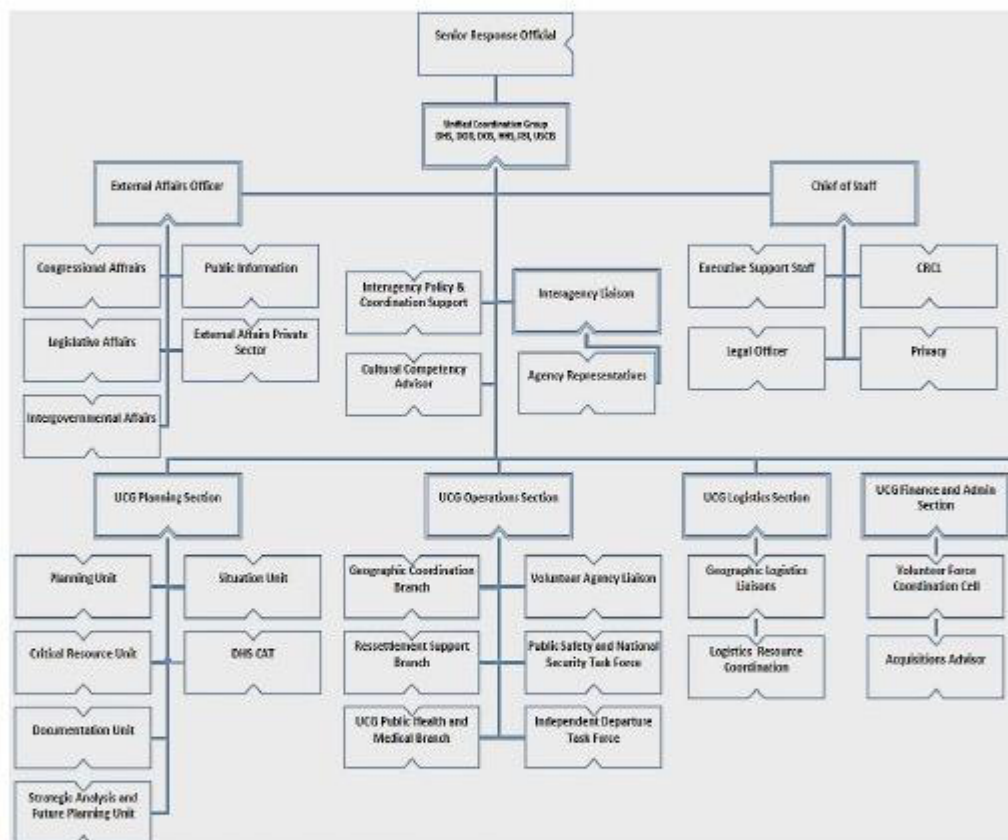 Senior Response Official
Unified Coordination Group
DHS, DOD, DOS, HHS, FBI, USCIS
External Affairs Officer
Chief of Staff
Congressional Affrairs
Public Information
Executive Support Staff
CRCL
Interagency Policy &
Coordination Support
Interagency Liaison
Legislative Affairs
External Affairs Private
Sector
Legal Officer
Privacy
Cultural Competency
Advisor
Agency Representatives
Intergovernmental Affairs
UCG Planning Section
UCG Operations Section
UCG Logistics Section
UCG Finance and Admin
Section
Planning Unit
Situation Unit
Geographic Coordination
Branch
Volunteer Agency Liaison
Geographic Logistics
Liaisons
Volunteer Force
Coordination Cell
Critical Resource Unit
DHS CAT
Ressettlement Support
Branch
Public Safety and National
Security Task Force
Logistics Resource
Coordination
Acquisitions Advisor
Documentation Unit
UCG Public Health and
Medical Branch
Independent Departure
Task Force
Strategic Analysis and
Future Planning Unit